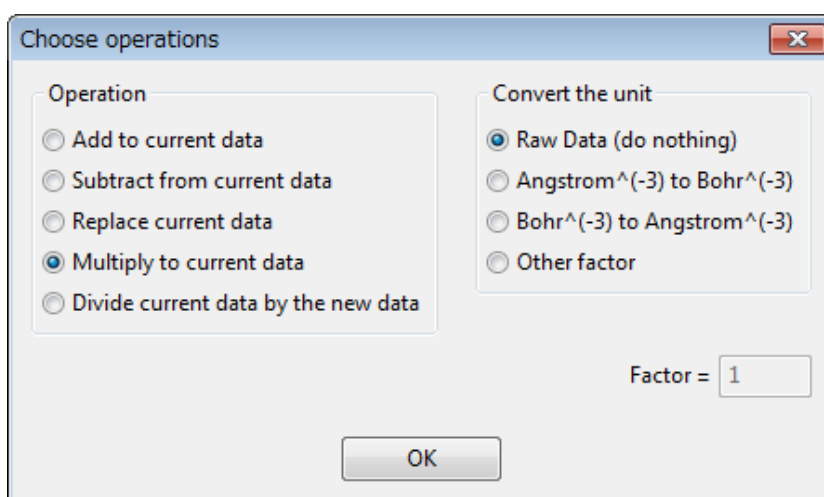 Choose operations
Operation
Add to current data
Subtract from current data
Replace current data
Multiply to current data
Divide current data by the new data
Convert the unit
Raw Data (do nothing)
Angstrom^(-3) to Bohr^(-3)
Bohr^(-3) to Angstrom^(-3)
Other factor
Factor = 1
OK